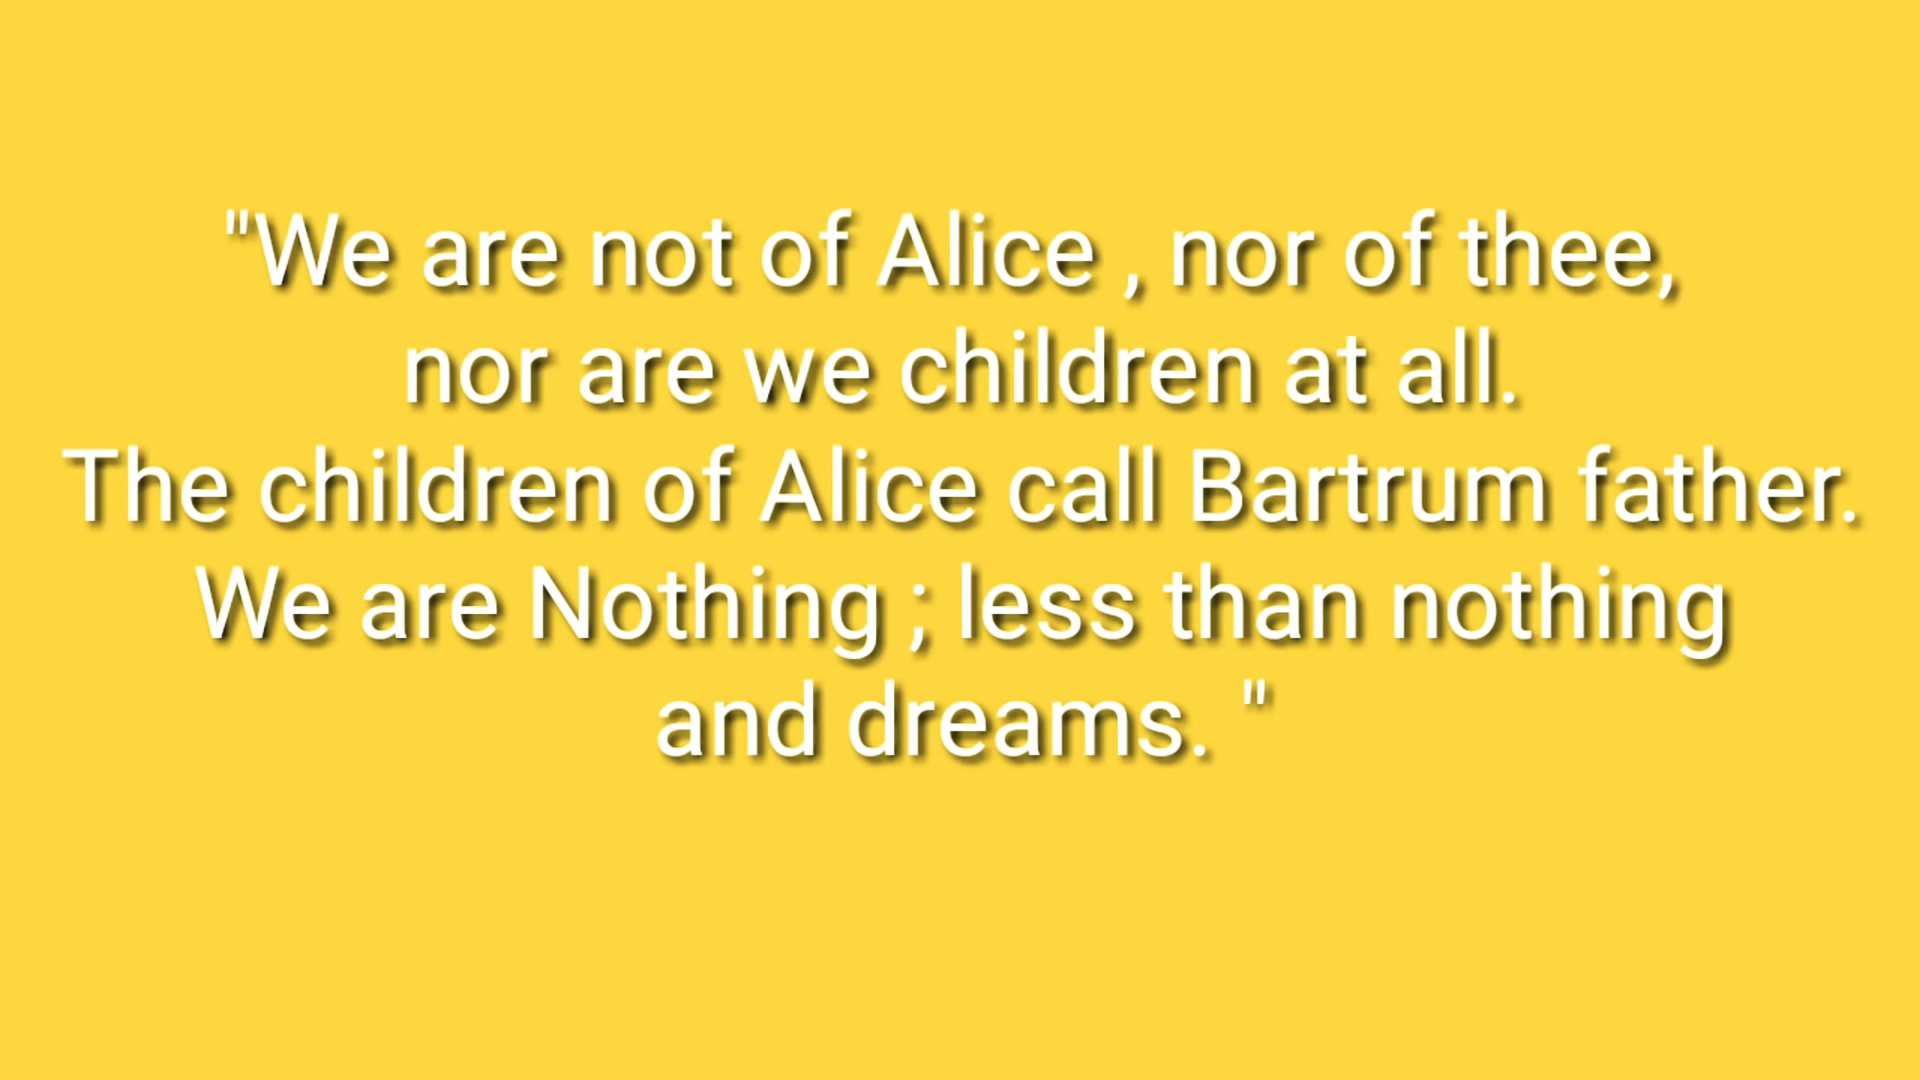 "We are not of Alice , nor of thee,
nor are we children at all.
The children of Alice call Bartrum father.
We are Nothing ; less than nothing
and dreams. "